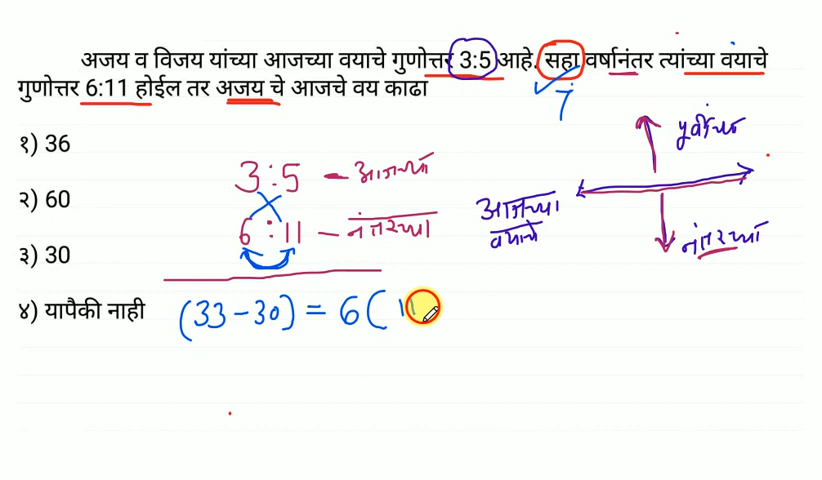 अजय व विजय यांच्या आजच्या वयाचे गुणोत्तर 3:5 आहे. सहा वर्षानंतर त्यांच्या वयाचे
गुणोत्तर 6:11 होईल तर अजय चे आजचे वय काढा
१) 36
२) 60
३) 30
४) यापैकी नाही
3:5 - आजच्या
6:11 - नंतरच्या
(33-30) = 6(11
आजच्या
वयाचे
नंतरच्या